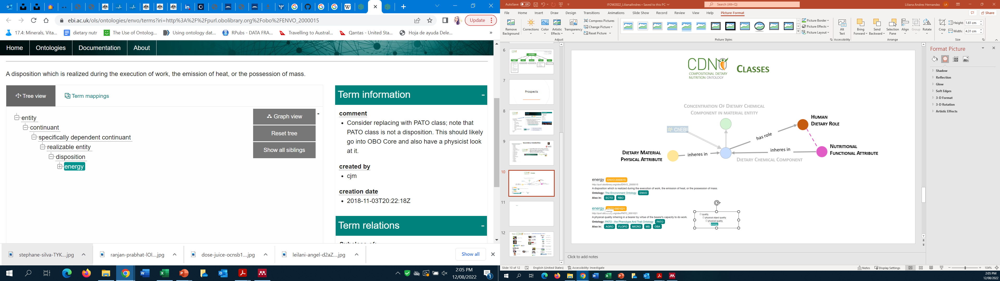 Update
ebi.ac.uk/ols/ontologies/envo/terms?iri=http%3A%2F%2Fpurl.obolibrary.org%2Fobo%2FENVO_2000015
17.4: Minerals, Vita...
dietary nutr
The Use of Ontolog...
Using ontology dat...
RPubs - DATA FRA...
Travelling to Austral...
Qantas - United Sta...
Hoja de ayuda Dele...
»
Home
Ontologies
Documentation
About
A disposition which is realized during the execution of work, the emission of heat, or the possession of mass.
Tree view
Term mappings
entity
continuant
specifically dependent continuant
realizable entity
disposition
energy
Graph view
Reset tree
Show all siblings
Term information
comment
Consider replacing with PATO class; note that
PATO class is not a disposition. This should likely
go into OBO Core and also have a physicist look
at it.
created by
cjm
creation date
2018-11-03T20:22:18Z
Term relations
stephane-silva-TYK....jpg
ranjan-prabhat-lOl....jpg
dose-juice-ocnsb1....jpg
leilani-angel-d2aZ....jpg
Show all
2:05 PM
12/08/2022
AutoSave Off
IFOW2022_LilianaAndres • Saved to this PC
Search (Alt+Q)
Liliana Andres Hernandez LA
File Home Insert Draw Design Transitions Animations Slide Show Record Review View Help Picture Format
Share
Remove
Background
Corrections
Color
Artistic
Effects
Transparency
Compress Pictures
Change Picture
Reset Picture
Adjust
Picture Styles
Picture Border
Picture Effects
Picture Layout
Alt
Text
Accessibility
Bring
Forward
Send
Backward
Selection
Pane
Align
Group
Rotate
Arrange
Crop
Height: 1.61 cm
Width: 4.31 cm
Size
6
7
Prospects
8
9
Secondary metabolites
10
11
12
CDNO
COMPOSITIONAL DIETARY
NUTRITION ONTOLOGY
CLASSES
CONCENTRATION OF DIETARY CHEMICAL
COMPONENT IN MATERIAL ENTITY
ChEBI
HUMAN
DIETARY ROLE
has role
DIETARY MATERIAL
PHYSICAL ATTRIBUTE
inheres in
inheres in
NUTRITIONAL
FUNCTIONAL ATTRIBUTE
DIETARY CHEMICAL COMPONENT
energy ENVO:2000015
http://purl.obolibrary.org/obo/ENVO_2000015
A disposition which is realized during the execution of work, the emission of heat, or the possession of mass.
Ontology: The Environment Ontology ENVO
Also in: ECTO RBO
energy PATO:0001021
energy
A physical quality inhering in a bearer by virtue of the bearer's capacity to do work.
Ontology: PATO - the Phenotype And Trait Ontology PATO
Also in: AGRO FLOPO MICRO MS OBA
quality
physical object quality
physical quality
energy
Format Picture
Shadow
Reflection
Glow
Soft Edges
3-D Format
3-D Rotation
Artistic Effects
Click to add notes
Slide 10 of 12
English (United States)
Accessibility: Investigate
Notes
Display Settings
104%
2:05 PM
12/08/2022